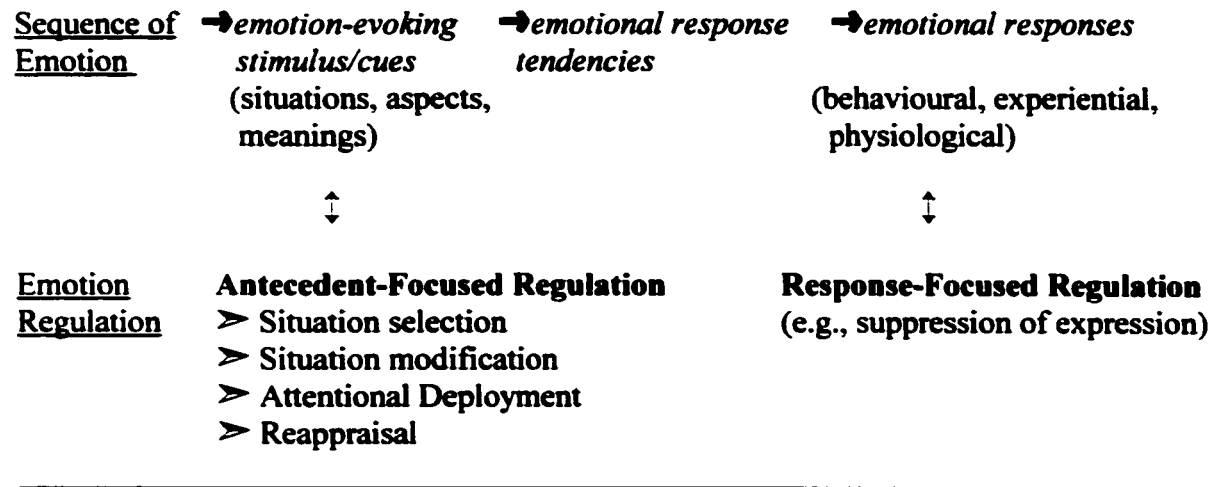 Sequence of ➔emotion-evoking ➔emotional response ➔emotional responses
Emotion stimulus/cues tendencies
(situations, aspects, (behavioural, experiential,
meanings) physiological)
Emotion Antecedent-Focused Regulation Response-Focused Regulation
Regulation ➢ Situation selection (e.g., suppression of expression)
➢ Situation modification
➢ Attentional Deployment
➢ Reappraisal